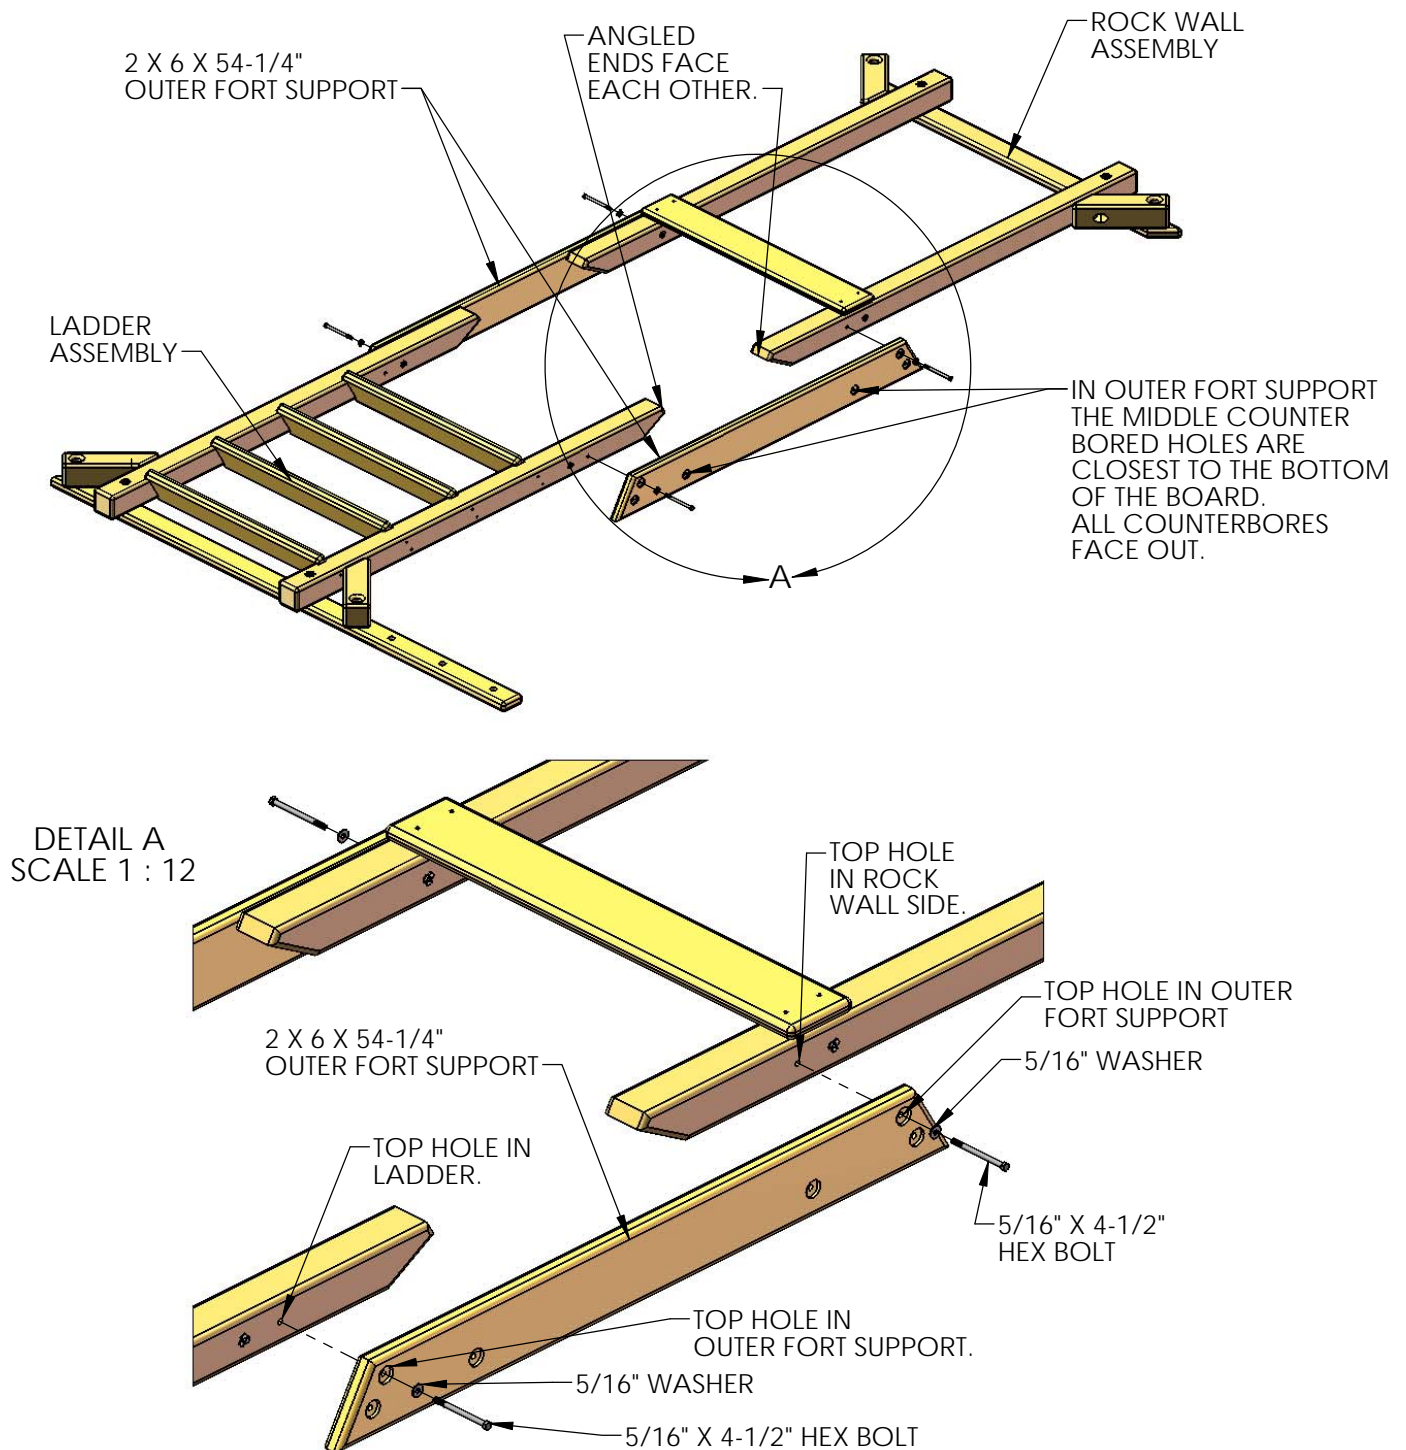 2 X 6 X 54-1/4"
OUTER FORT SUPPORT
ANGLED
ENDS FACE
EACH OTHER.
ROCK WALL
ASSEMBLY
LADDER
ASSEMBLY
IN OUTER FORT SUPPORT
THE MIDDLE COUNTER
BORED HOLES ARE
CLOSEST TO THE BOTTOM
OF THE BOARD.
ALL COUNTERBORES
FACE OUT.
A
DETAIL A
SCALE 1 : 12
TOP HOLE
IN ROCK
WALL SIDE.
TOP HOLE IN OUTER
FORT SUPPORT
5/16" WASHER
2 X 6 X 54-1/4"
OUTER FORT SUPPORT
TOP HOLE IN
LADDER.
5/16" X 4-1/2"
HEX BOLT
TOP HOLE IN
OUTER FORT SUPPORT.
5/16" WASHER
5/16" X 4-1/2" HEX BOLT